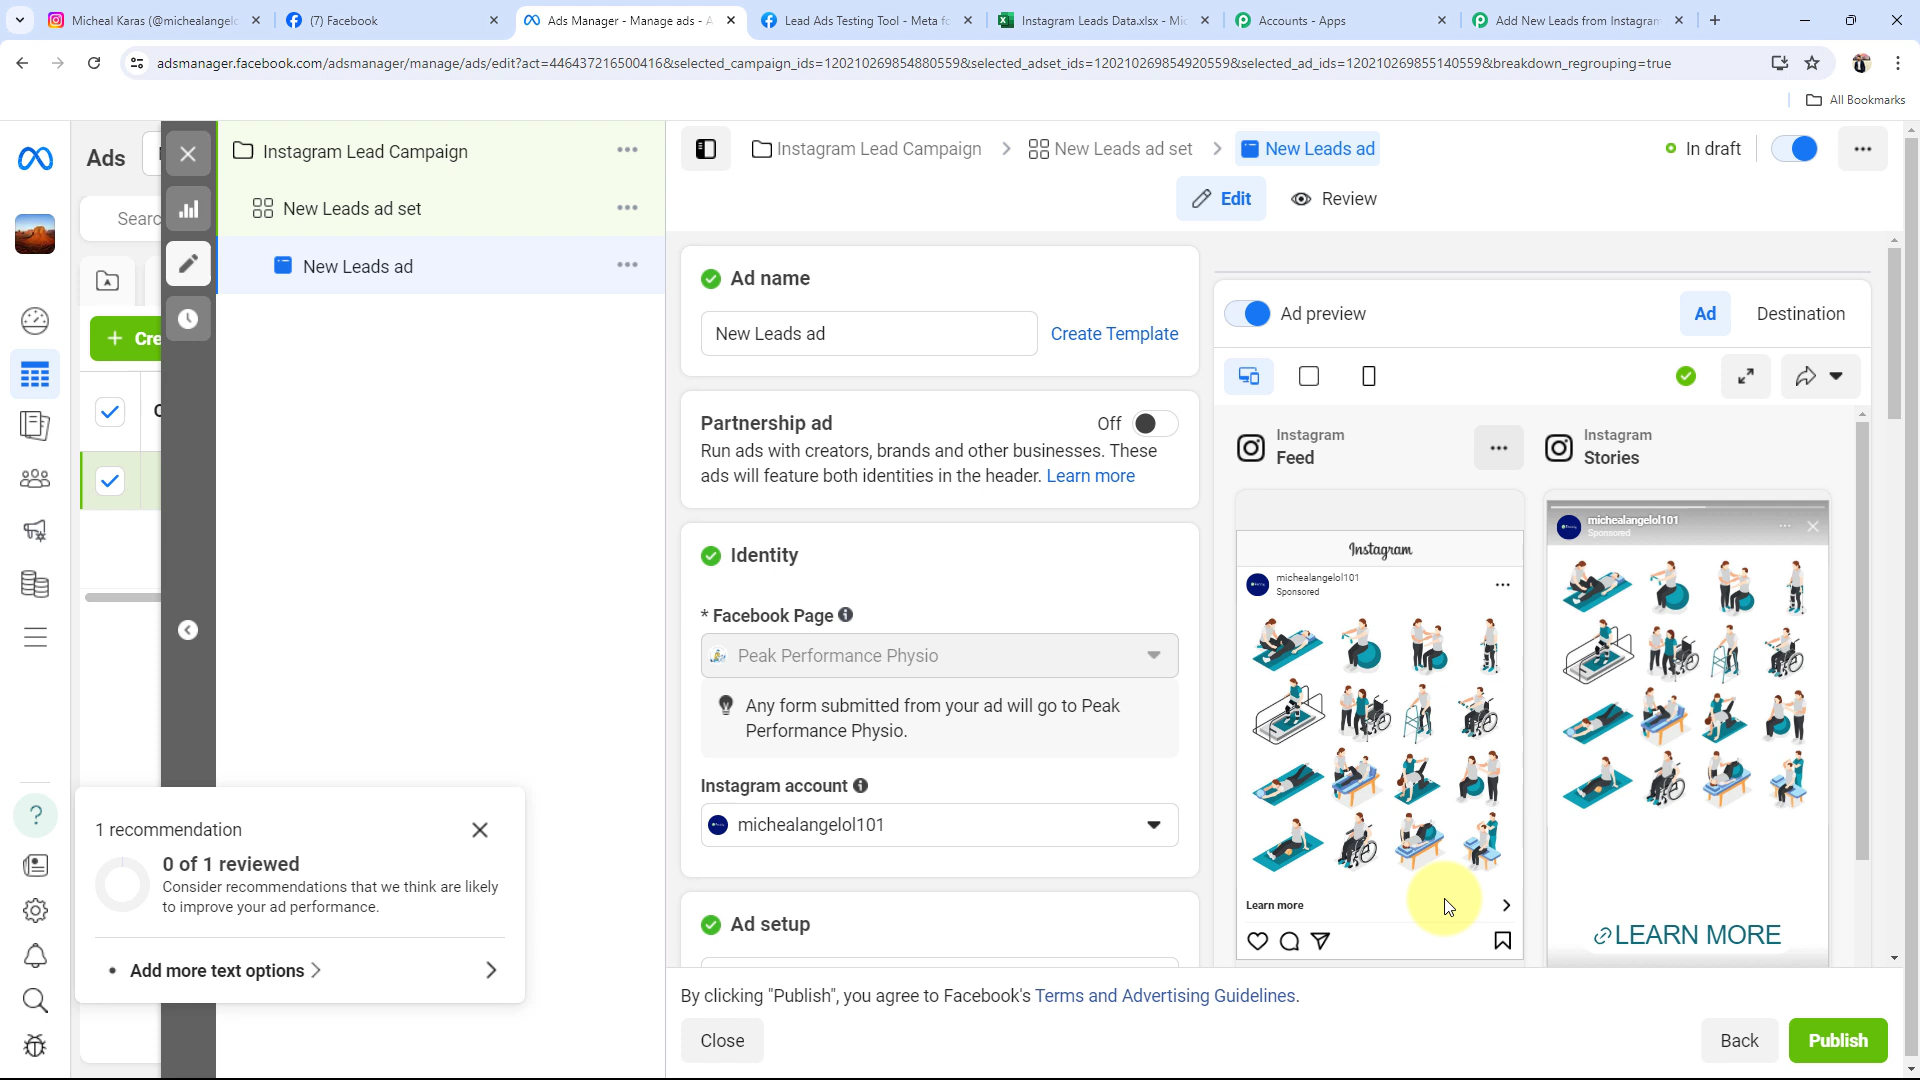 Micheal Karas (@michealangelo
(7) Facebook
Ads Manager - Manage ads - A
Lead Ads Testing Tool - Meta fo
Instagram Leads Data.xlsx - Mic
Accounts - Apps
Add New Leads from Instagram
adsmanager.facebook.com/adsmanager/manage/ads/edit?act=446437216500416&selected_campaign_ids=120210269854880559&selected_adset_ids=120210269854920559&selected_ad_ids=120210269855140559&breakdown_regrouping=true
All Bookmarks
Ads
Searc
Cre
Instagram Lead Campaign
New Leads ad set
New Leads ad
Instagram Lead Campaign
New Leads ad set
New Leads ad
In draft
Edit
Review
Ad name
New Leads ad
Create Template
Partnership ad
Off
Run ads with creators, brands and other businesses. These
ads will feature both identities in the header. Learn more
Identity
* Facebook Page
Peak Performance Physio
Any form submitted from your ad will go to Peak
Performance Physio.
Instagram account
michealangelol101
Ad setup
Ad preview
Ad
Destination
Instagram
Feed
Instagram
Stories
Instagram
michealangelol101
Sponsored
Learn more
michealangelol101
Sponsored
LEARN MORE
1 recommendation
0 of 1 reviewed
Consider recommendations that we think are likely
to improve your ad performance.
Add more text options
By clicking "Publish", you agree to Facebook's Terms and Advertising Guidelines.
Close
Back
Publish